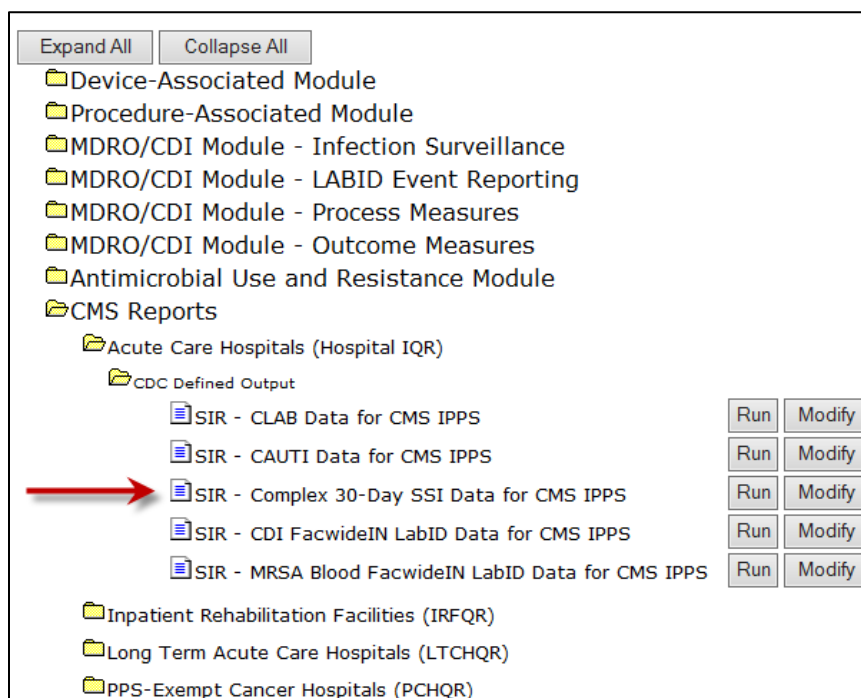 Expand All Collapse All
Device-Associated Module
Procedure-Associated Module
MDRO/CDI Module - Infection Surveillance
MDRO/CDI Module - LABID Event Reporting
MDRO/CDI Module - Process Measures
MDRO/CDI Module - Outcome Measures
Antimicrobial Use and Resistance Module
CMS Reports
Acute Care Hospitals (Hospital IQR)
CDC Defined Output
SIR - CLAB Data for CMS IPPS Run Modify
SIR - CAUTI Data for CMS IPPS Run Modify
SIR - Complex 30-Day SSI Data for CMS IPPS Run Modify
SIR - CDI FacwideIN LabID Data for CMS IPPS Run Modify
SIR - MRSA Blood FacwideIN LabID Data for CMS IPPS Run Modify
Inpatient Rehabilitation Facilities (IRFQR)
Long Term Acute Care Hospitals (LTCHQR)
PPS-Exempt Cancer Hospitals (PCHQR)